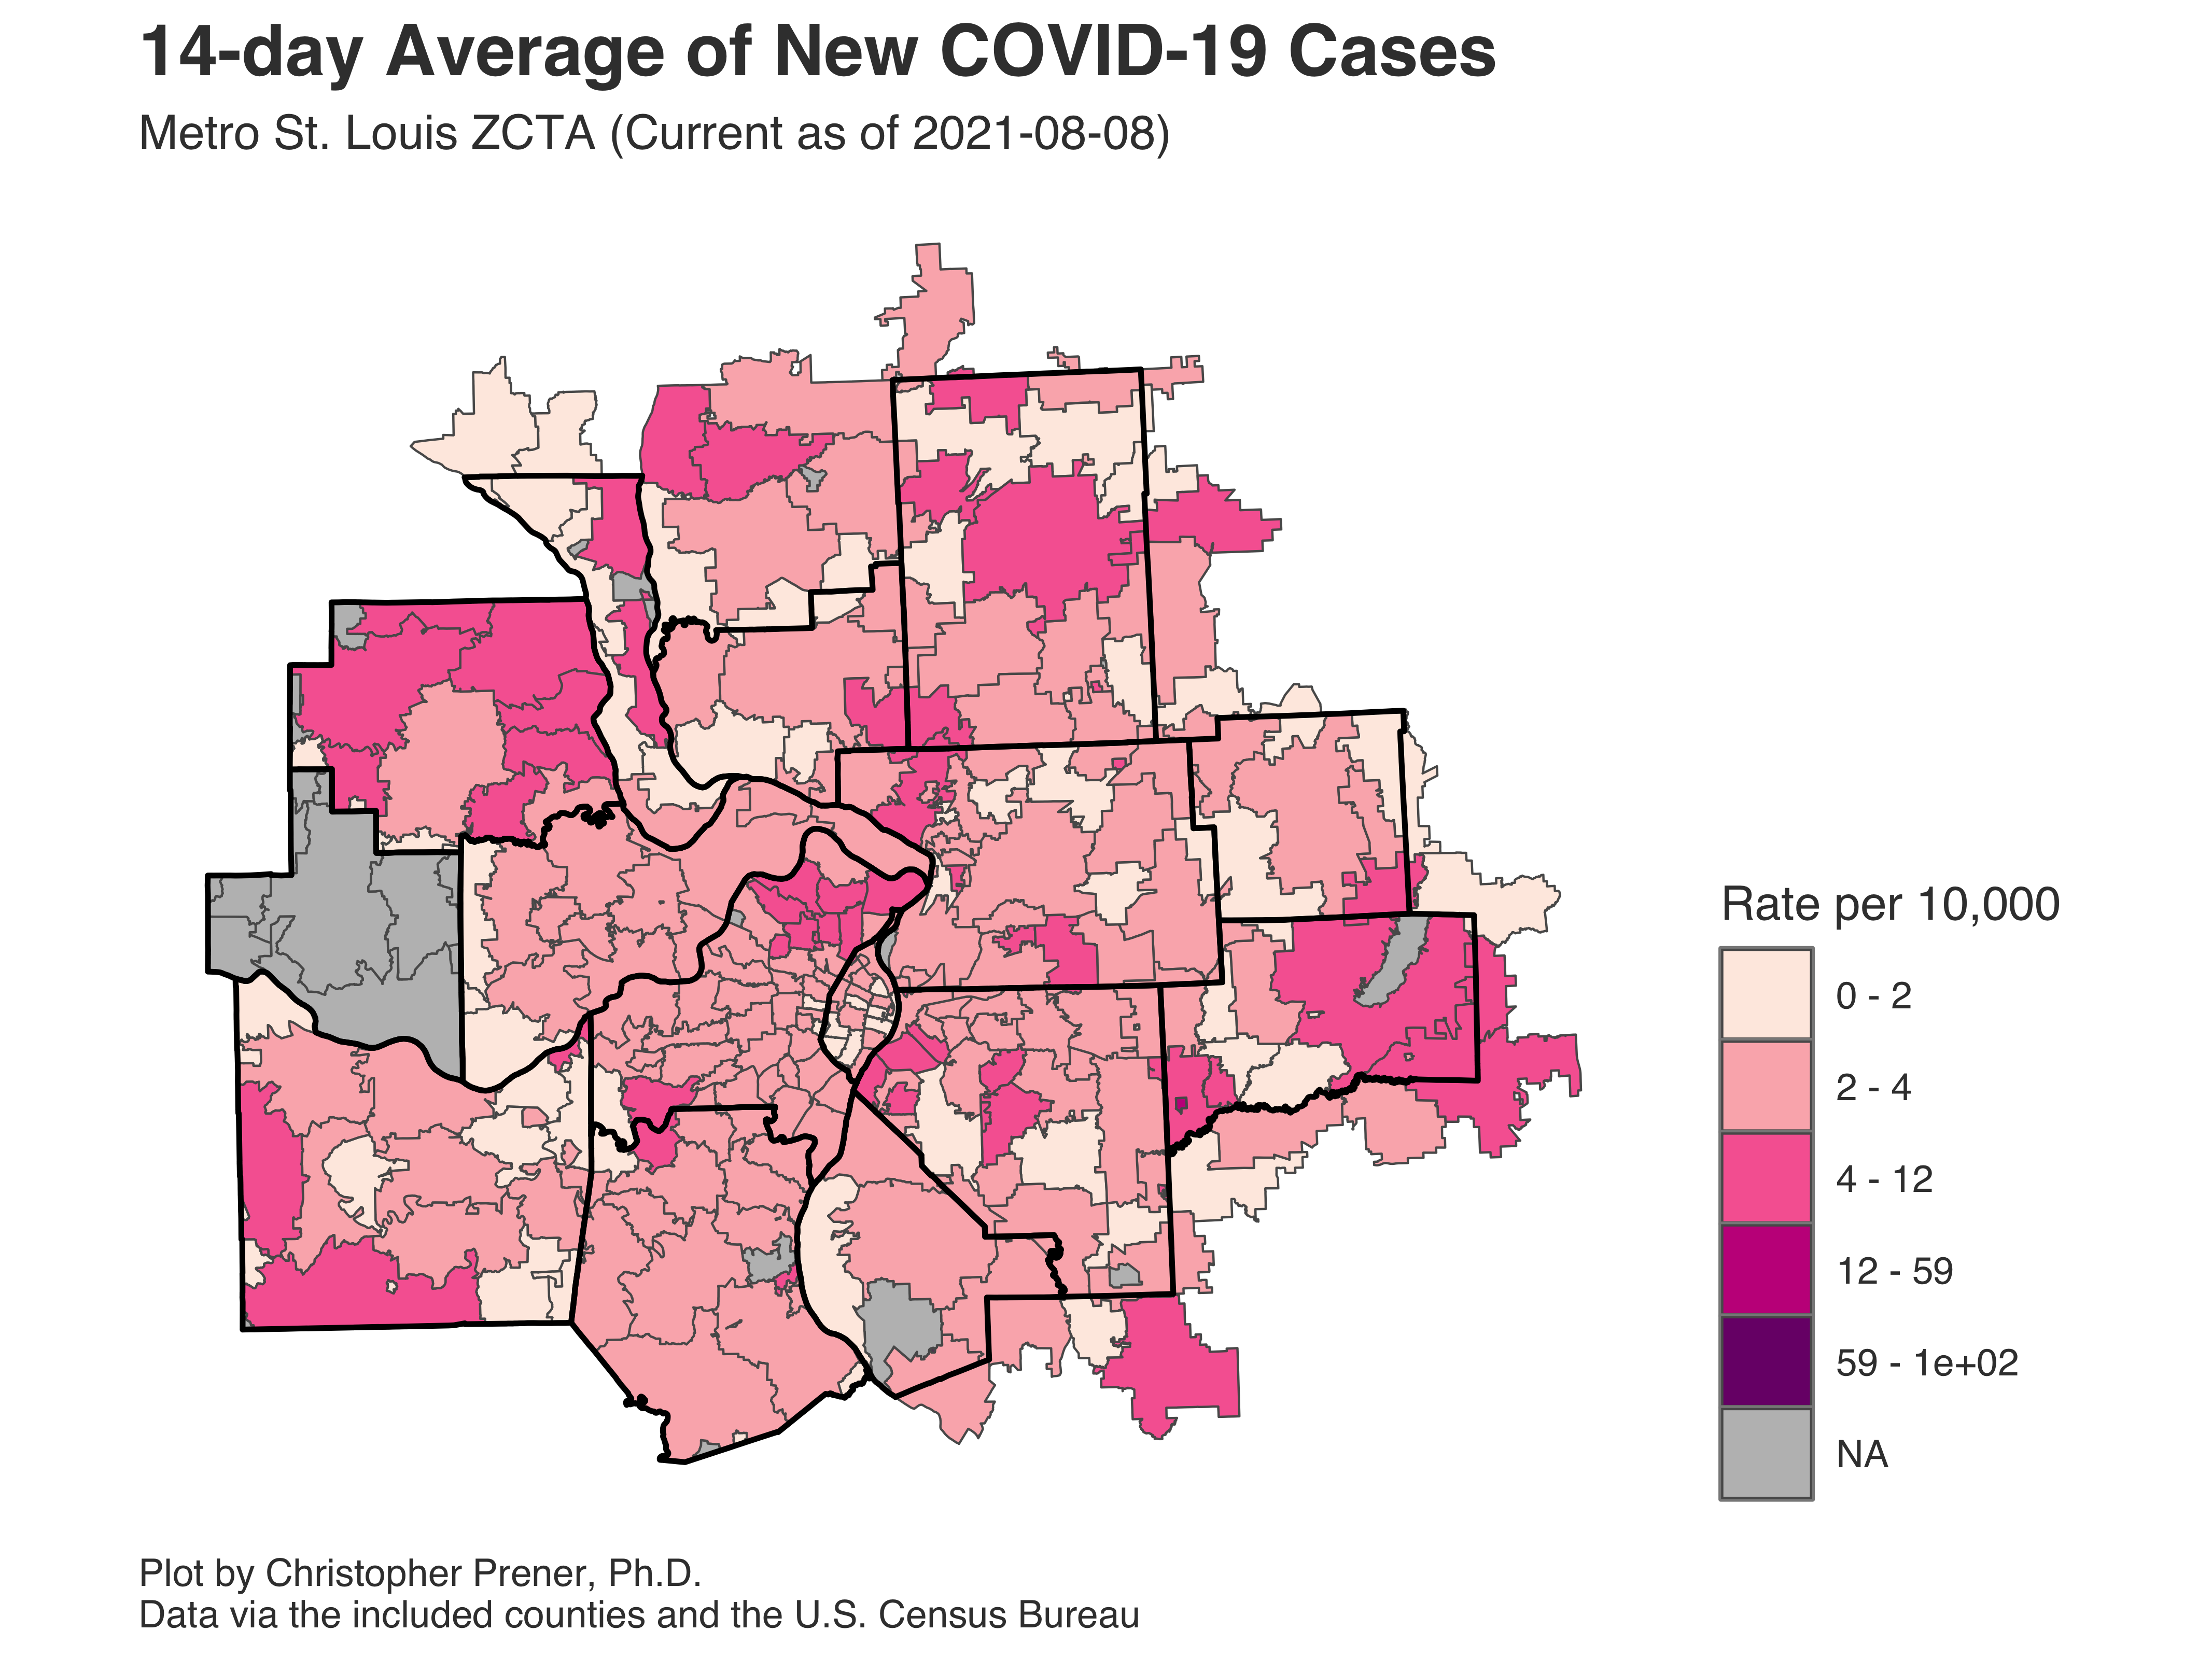 14-day Average of New COVID-19 Cases
Metro St. Louis ZCTA (Current as of 2021-08-08)
Rate per 10,000
0 - 2
2 - 4
4 - 12
12 - 59
59 - 1e+02
NA
Plot by Christopher Prener, Ph.D.
Data via the included counties and the U.S. Census Bureau